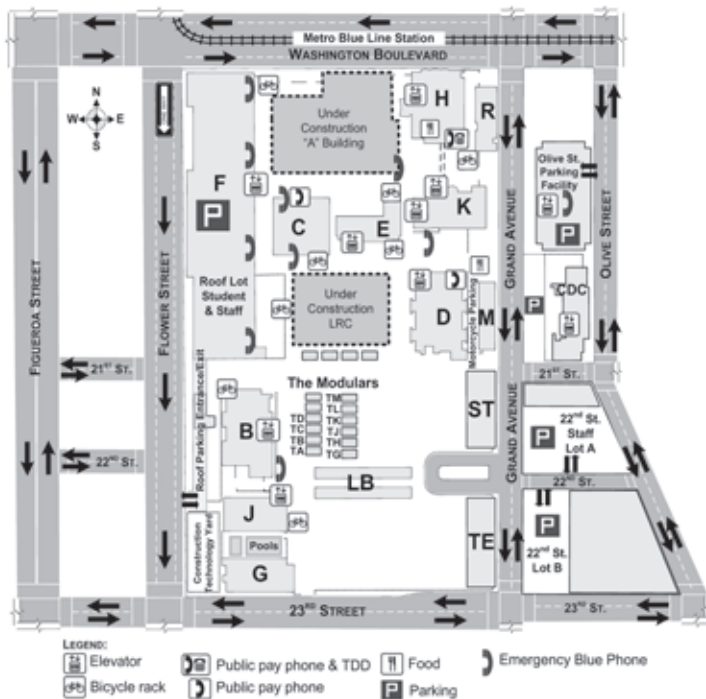 Metro Blue Line Station
WASHINGTON BOULEVARD
N
W E
S
H
R
Under
Construction
"A" Building
F
P
Olive St.
Parking
Facility
P
K
C
E
GRAND AVENUE
OLIVE STREET
FIGUEROA STREET
FLOWER STREET
Roof Lot
Student
& Staff
Under
Construction
LRC
D
M
Motorcycle Parking
P
CDC
21ST ST.
21ST ST.
The Modulars
TM
TL
TD TK
TC TJ
TB TH
TA TG
B
ST
GRAND AVENUE
22nd St.
Staff
Lot A
P
Roof Parking Entrance/Exit
22ND ST.
22ND ST.
LB
J
Pools
G
Construction
Technology Yard
TE
P
22nd St.
Lot B
23RD STREET
23RD ST.
LEGEND:
Elevator
Public pay phone & TDD
Food
Emergency Blue Phone
Bicycle rack
Public pay phone
P Parking